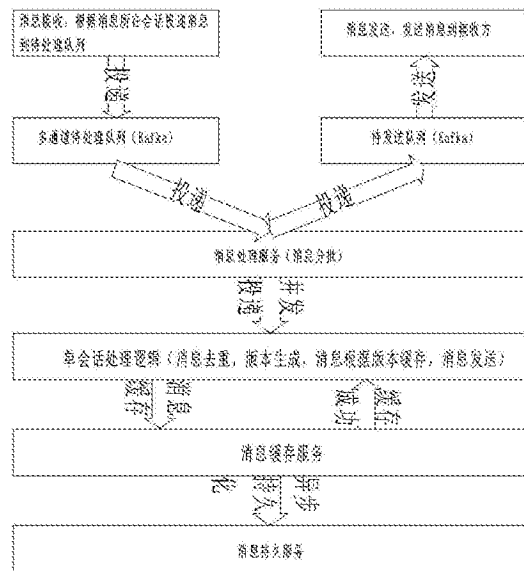 消息接收,根据消息所让会话投递消息
到待处理队列
消息发送,发送消息到接收方
投递
发送
多通道待处理队列(Kafka)
待发送队列(Kafka)
投递
投递
消息处理服务(消息分批)
并发
投递
单会话处理逻辑(消息去重,版本生成,消息根据版本缓存,消息发送)
消息
缓存
缓存
成功
消息缓存服务
异步
持久
化
消息持久服务